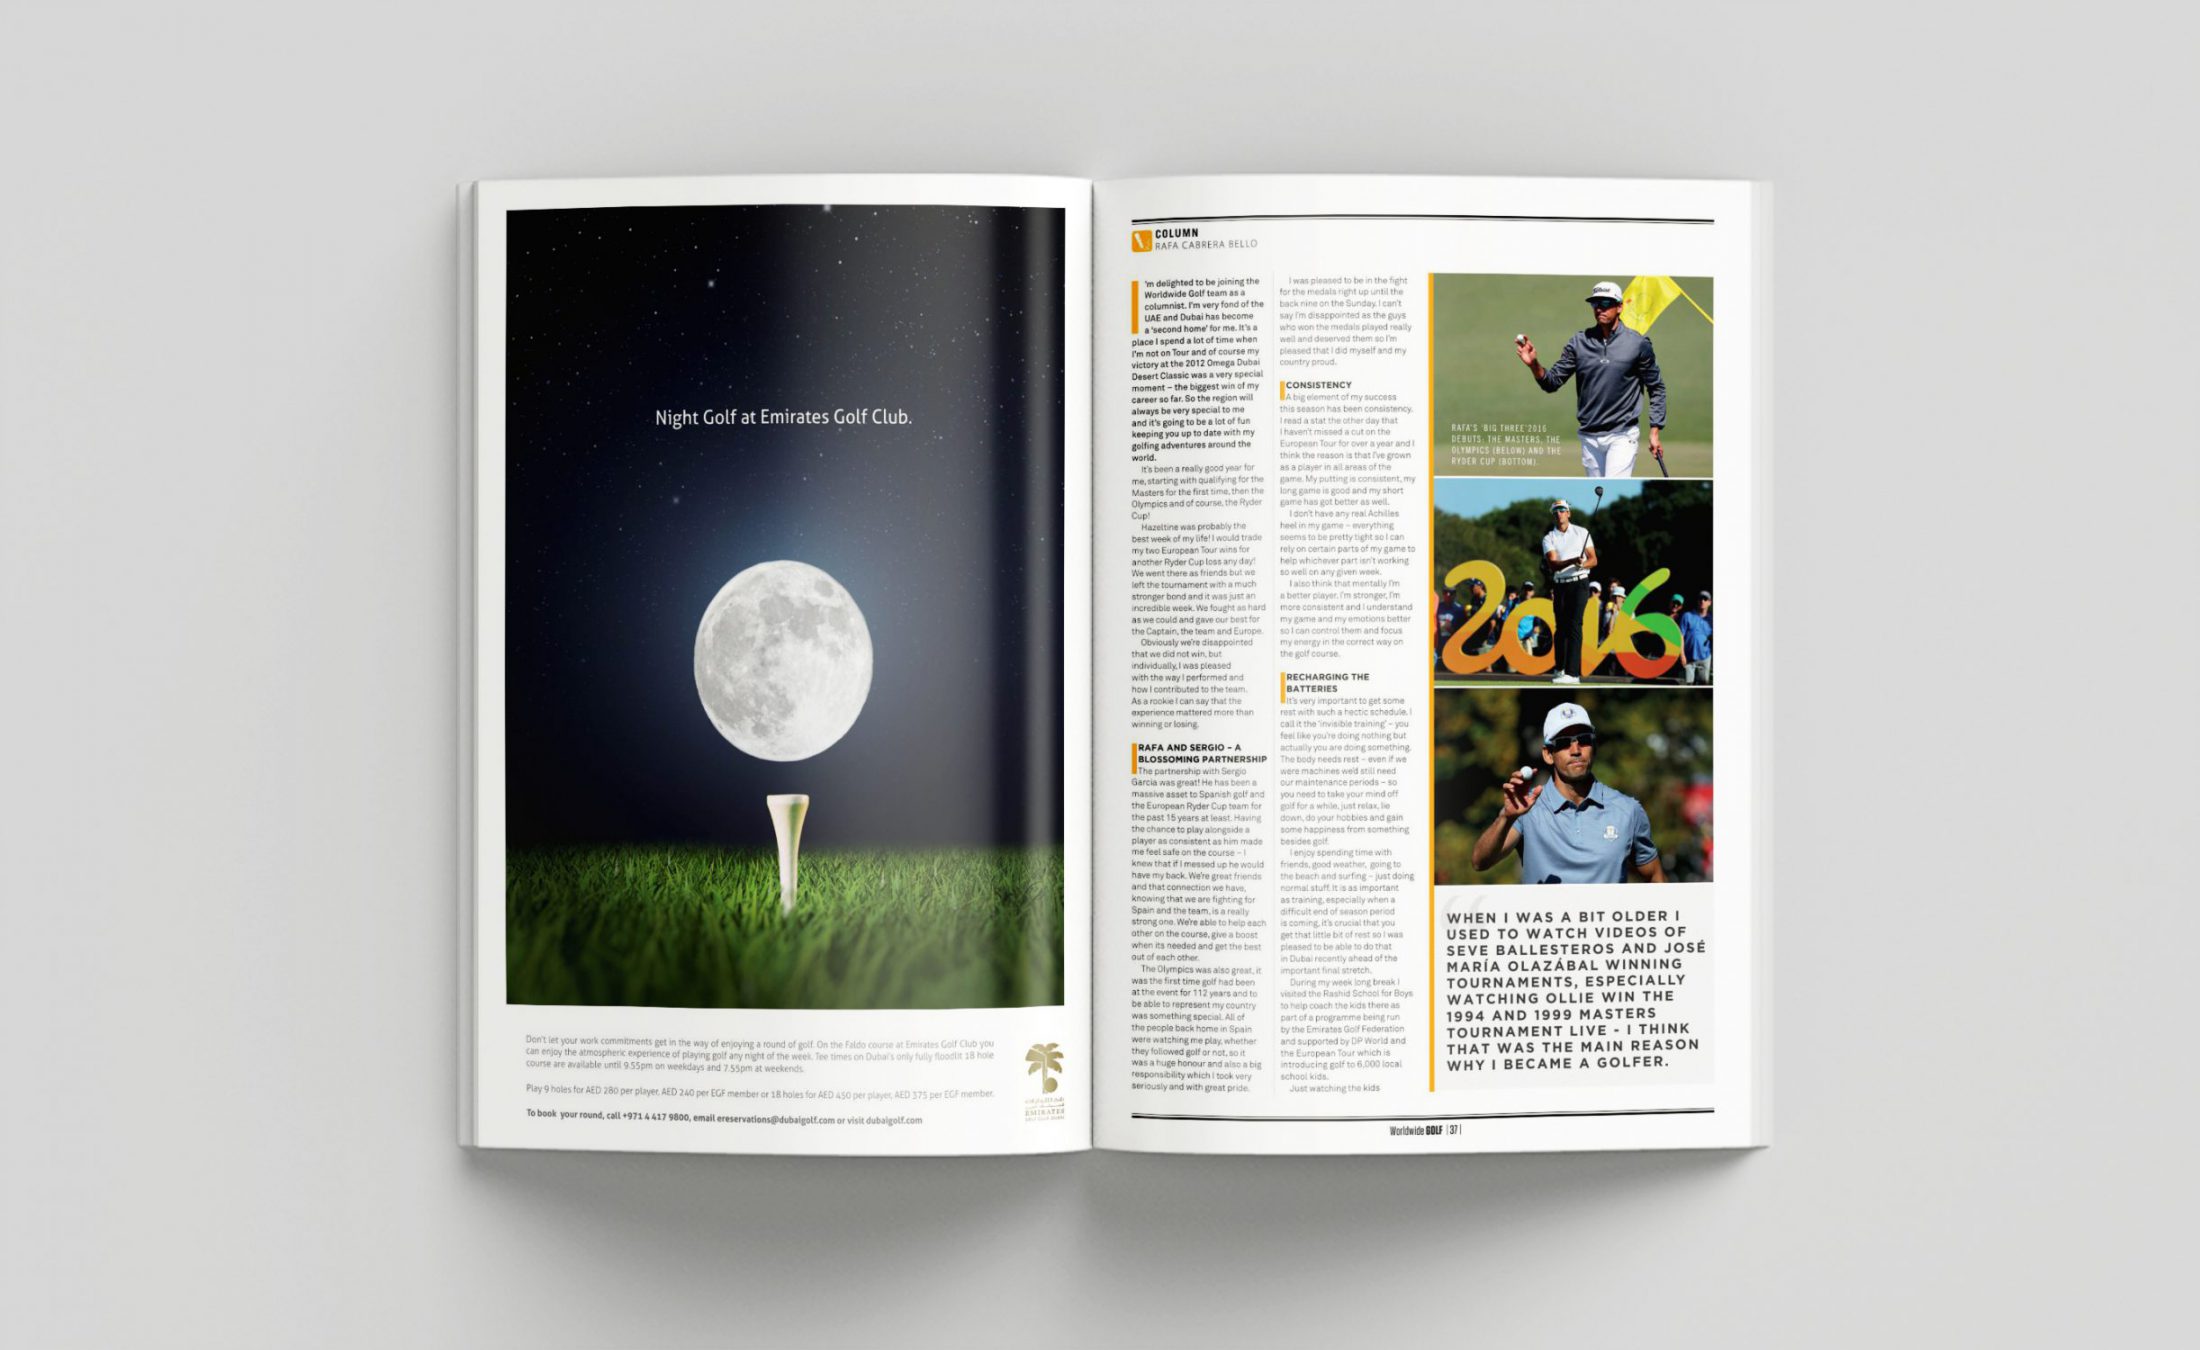 Night Golf at Emirates Golf Club.
Don't let your work commitments get in the way of enjoying a round of golf. On the Faldo course at Emirates Golf Club you
can enjoy the atmospheric experience of playing golf any night of the week. Tee times on Dubai's only fully floodlit 18 hole
course are available until 9.55pm on weekdays and 7.55pm at weekends.
Play 9 holes for AED 280 per player, AED 240 per EGF member or 18 holes for AED 450 per player, AED 375 per EGF member.
To book your round, call +971 4 417 9800, email ereservations@dubaigolf.com or visit dubaigolf.com
EMIRATES
COLUMN
RAFA CABRERA BELLO
I'm delighted to be joining the
Worldwide Golf team as a
columnist. I'm very fond of the
UAE and Dubai has become
a 'second home' for me. It's a
place I spend a lot of time when
I'm not on Tour and of course my
victory at the 2012 Omega Dubai
Desert Classic was a very special
moment – the biggest win of my
career so far. So the region will
always be very special to me
and it's going to be a lot of fun
keeping you up to date with my
golfing adventures around the
world.
It's been a really good year for
me, starting with qualifying for the
Masters for the first time, then the
Olympics and of course, the Ryder
Cup!
Hazeltine was probably the
best week of my life! I would trade
my two European Tour wins for
another Ryder Cup loss any day!
We went there as friends but we
left the tournament with a much
stronger bond and it was just an
incredible week. We fought as hard
as we could and gave our best for
the Captain, the team and Europe.
Obviously we're disappointed
that we did not win, but
individually, I was pleased
with the way I performed and
how I contributed to the team.
As a rookie I can say that the
experience mattered more than
winning or losing.
RAFA AND SERGIO – A
BLOSSOMING PARTNERSHIP
The partnership with Sergio
Garcia was great! He has been a
massive asset to Spanish golf and
the European Ryder Cup team for
the past 15 years at least. Having
the chance to play alongside a
player as consistent as him made
me feel safe on the course – I
knew that if I messed up he would
have my back. We're great friends
and that connection we have,
knowing that we are fighting for
Spain and the team, is a really
strong one. We're able to help each
other on the course, give a boost
when its needed and get the best
out of each other.
The Olympics was also great, it
was the first time golf had been
at the event for 112 years and to
be able to represent my country
was something special. All of
the people back home in Spain
were watching me play, whether
they followed golf or not, so it
was a huge honour and also a big
responsibility which I took very
seriously and with great pride.
I was pleased to be in the fight
for the medals right up until the
back nine on the Sunday. I can't
say I'm disappointed as the guys
who won the medals played really
well and deserved them so I'm
pleased that I did myself and my
country proud.
CONSISTENCY
A big element of my success
this season has been consistency.
I read a stat the other day that
I haven't missed a cut on the
European Tour for over a year and I
think the reason is that I've grown
as a player in all areas of the
game. My putting is consistent, my
long game is good and my short
game has got better as well.
I don't have any real Achilles
heel in my game – everything
seems to be pretty tight so I can
rely on certain parts of my game to
help whichever part isn't working
so well on any given week.
I also think that mentally I'm
a better player. I'm stronger, I'm
more consistent and I understand
my game and my emotions better
so I can control them and focus
my energy in the correct way on
the golf course.
RECHARGING THE
BATTERIES
It's very important to get some
rest with such a hectic schedule. I
call it the 'invisible training' – you
feel like you're doing nothing but
actually you are doing something.
The body needs rest – even if we
were machines we'd still need
our maintenance periods – so
you need to take your mind off
golf for a while, just relax, lie
down, do your hobbies and gain
some happiness from something
besides golf.
I enjoy spending time with
friends, good weather, going to
the beach and surfing – just doing
normal stuff. It is as important
as training, especially when a
difficult end of season period
is coming, it's crucial that you
get that little bit of rest so I was
pleased to be able to do that
in Dubai recently ahead of the
important final stretch.
During my week long break I
visited the Rashid School for Boys
to help coach the kids there as
part of a programme being run
by the Emirates Golf Federation
and supported by DP World and
the European Tour which is
introducing golf to 6,000 local
school kids.
Just watching the kids
Titleist
RAFA'S 'BIG THREE' 2016
DEBUTS: THE MASTERS, THE
OLYMPICS (BELOW) AND THE
RYDER CUP (BOTTOM).
2016
WHEN I WAS A BIT OLDER I
USED TO WATCH VIDEOS OF
SEVE BALLESTEROS AND JOSÉ
MARÍA OLAZÁBAL WINNING
TOURNAMENTS, ESPECIALLY
WATCHING OLLIE WIN THE
1994 AND 1999 MASTERS
TOURNAMENT LIVE - I THINK
THAT WAS THE MAIN REASON
WHY I BECAME A GOLFER.
Worldwide GOLF | 37 |